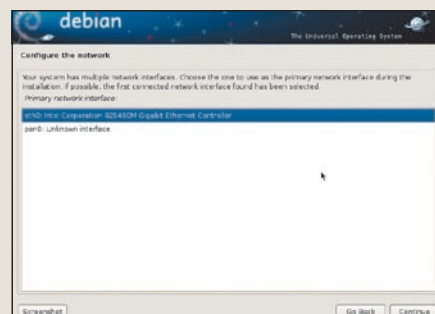 debian
The Universal Operating System
Configure the network
Your system has multiple network interfaces. Choose the one to use as the primary network interface during the
installation. If possible, the first connected network interface found has been selected.
Primary network interface:
eth0: Intel Corporation 82540EM Gigabit Ethernet Controller
pan0: Unknown interface
Screenshot
Go Back
Continue